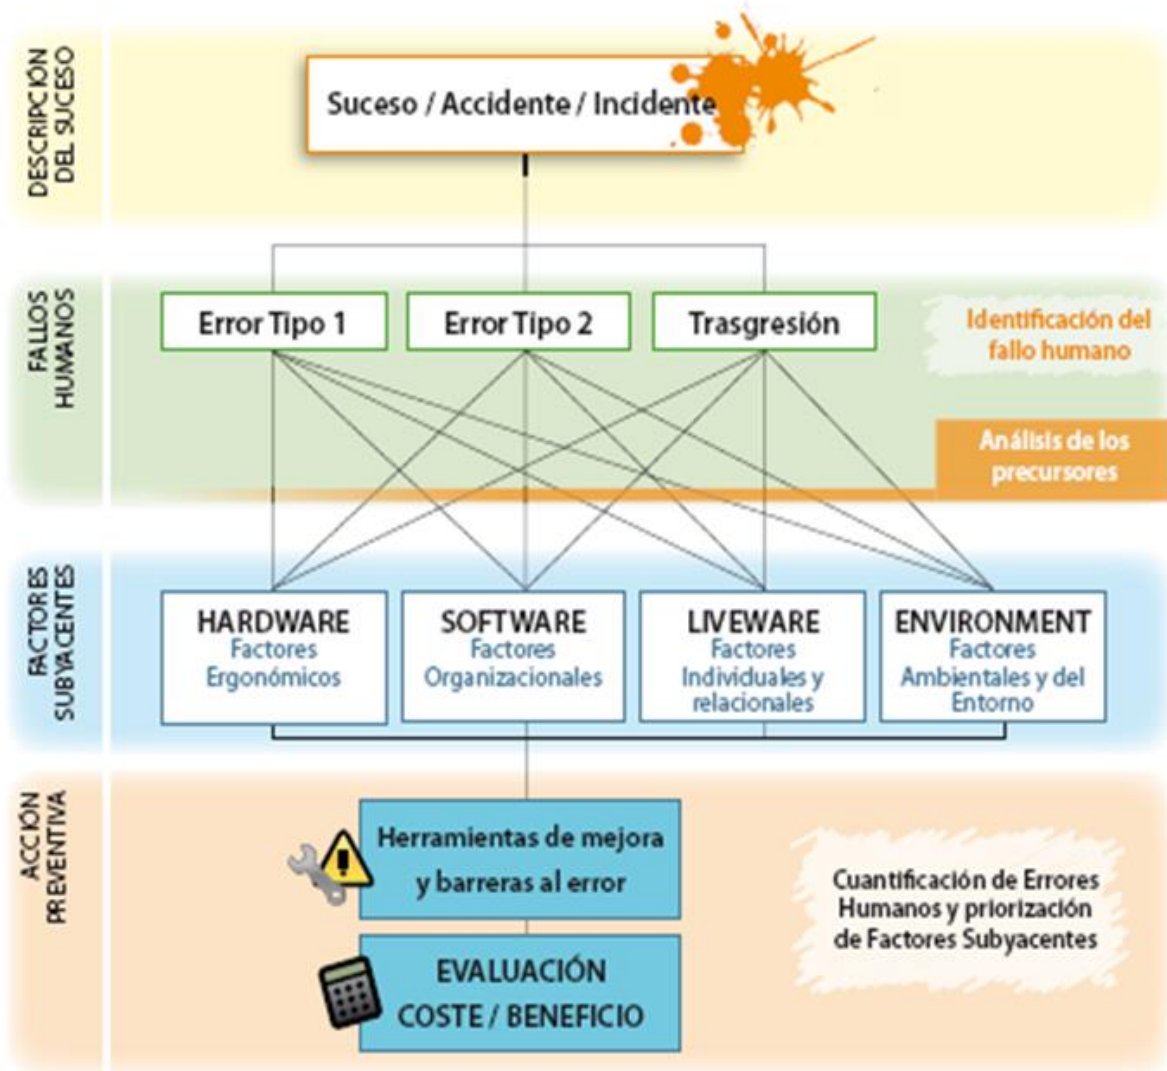 DESCRIPCIÓN
DEL SUCESO
Suceso / Accidente / Incidente
FALLOS
HUMANOS
Error Tipo 1
Error Tipo 2
Trasgresión
Identificación del
fallo humano
Análisis de los
precursores
FACTORES
SUBYACENTES
HARDWARE
Factores
Ergonómicos
SOFTWARE
Factores
Organizacionales
LIVEWARE
Factores
Individuales y
relacionales
ENVIRONMENT
Factores
Ambientales y del
Entorno
ACCIÓN
PREVENTIVA
Herramientas de mejora
y barreras al error
Cuantificación de Errores
Humanos y priorización
de Factores Subyacentes
EVALUACIÓN
COSTE / BENEFICIO